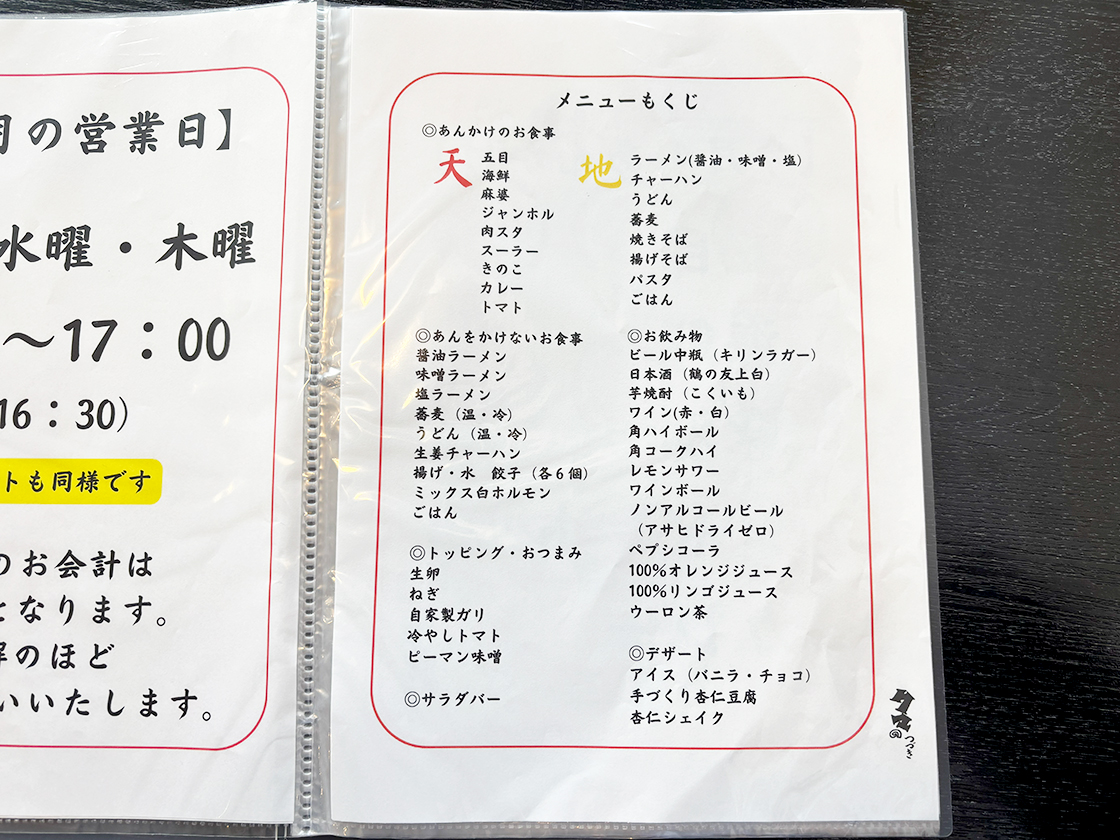 月の営業日】
水曜・木曜
～17：00
16：30）
トも同様です
のお会計は
となります。
解のほど
いいたします。
メニューもくじ
◎あんかけのお食事
天
五目
海鮮
麻婆
ジャンホル
肉スタ
スーラー
きのこ
カレー
トマト
地
ラーメン(醤油・味噌・塩)
チャーハン
うどん
蕎麦
焼きそば
揚げそば
パスタ
ごはん
◎あんをかけないお食事
醤油ラーメン
味噌ラーメン
塩ラーメン
蕎麦（温・冷）
うどん（温・冷）
生姜チャーハン
揚げ・水　餃子（各６個）
ミックス白ホルモン
ごはん
◎トッピング・おつまみ
生卵
ねぎ
自家製ガリ
冷やしトマト
ピーマン味噌
◎サラダバー
◎お飲み物
ビール中瓶（キリンラガー）
日本酒（鶴の友上白）
芋焼酎（こくいも）
ワイン(赤・白)
角ハイボール
角コークハイ
レモンサワー
ワインボール
ノンアルコールビール
（アサヒドライゼロ）
ペプシコーラ
100％オレンジジュース
100％リンゴジュース
ウーロン茶
◎デザート
アイス（バニラ・チョコ）
手づくり杏仁豆腐
杏仁シェイク
のつづき